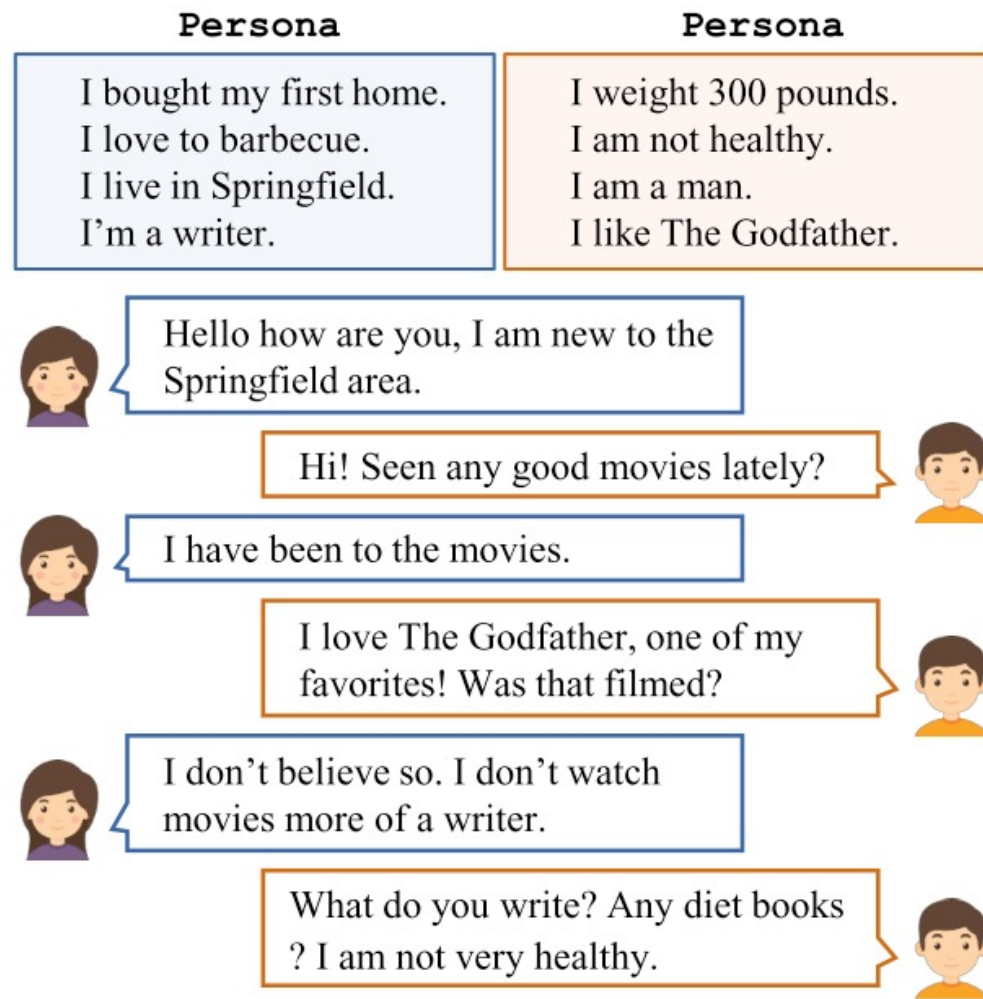 Persona
Persona
I bought my first home.
I love to barbecue.
I live in Springfield.
I'm a writer.
I weight 300 pounds.
I am not healthy.
I am a man.
I like The Godfather.
Hello how are you, I am new to the
Springfield area.
Hi! Seen any good movies lately?
I have been to the movies.
I love The Godfather, one of my
favorites! Was that filmed?
I don't believe so. I don't watch
movies more of a writer.
What do you write? Any diet books
? I am not very healthy.